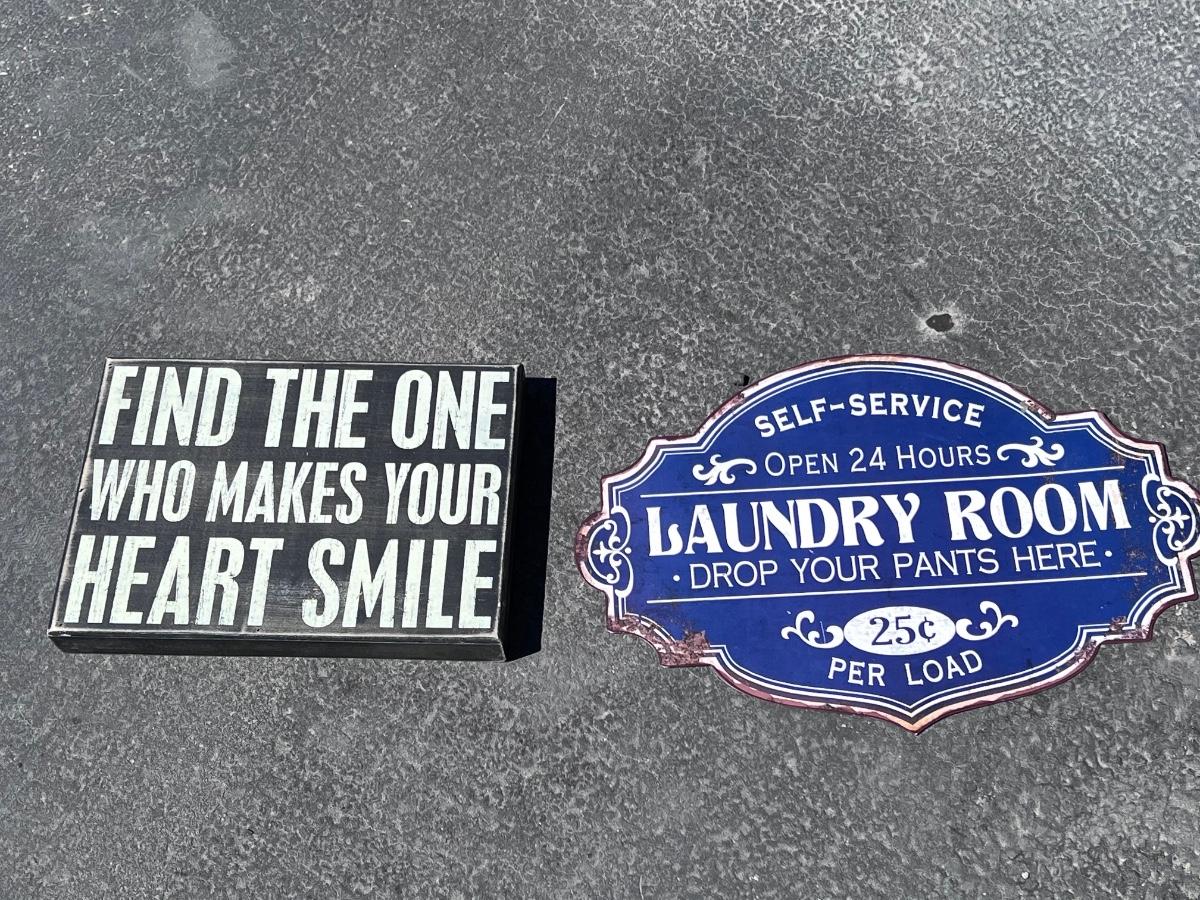 FIND THE ONE
WHO MAKES YOUR
HEART SMILE
SELF-SERVICE
OPEN 24 HOURS
LAUNDRY ROOM
·DROP YOUR PANTS HERE·
25¢
PER LOAD